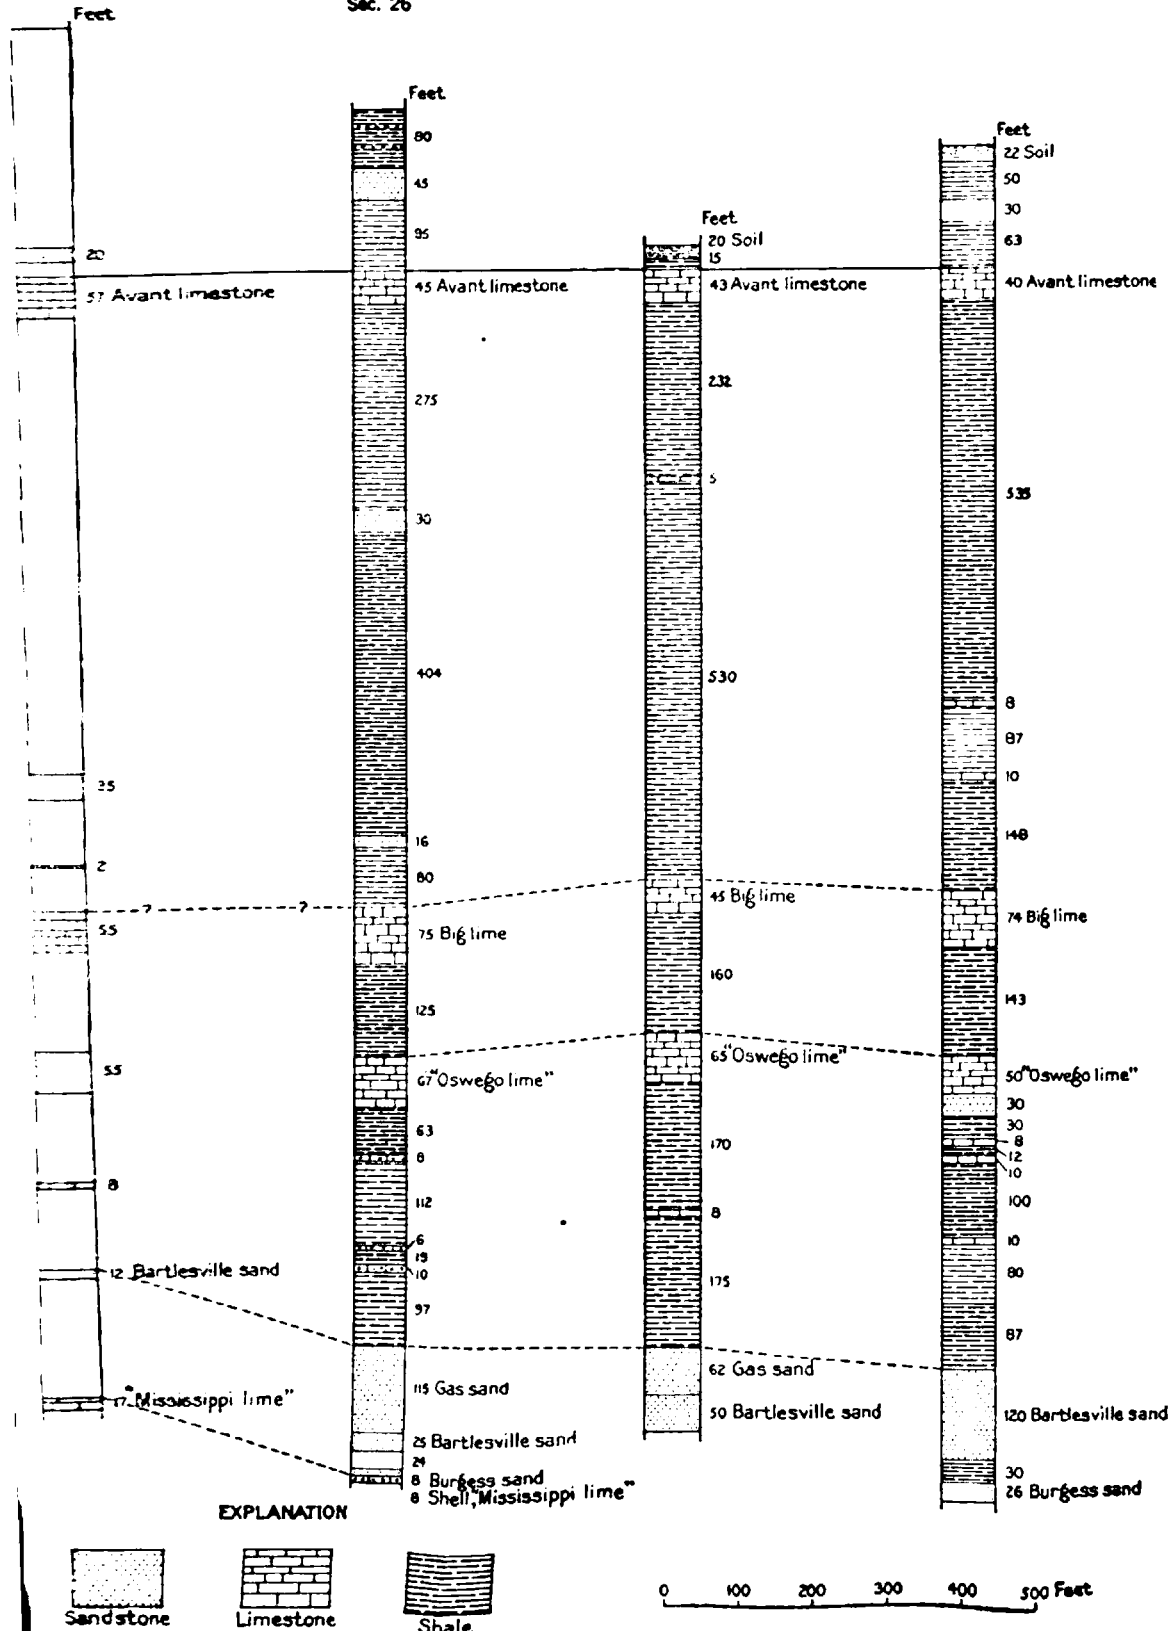 Sec. 26
Feet
20
57 Avant limestone
25
2
?
?
55
55
8
12 Bartlesville sand
17 "Mississippi lime"
Feet
80
45
95
45 Avant limestone
275
30
404
16
80
75 Big lime
125
67 "Oswego lime"
63
8
112
6
19
10
97
115 Gas sand
25 Bartlesville sand
24
8 Burgess sand
8 Shell, "Mississippi lime"
Feet
20 Soil
15
43 Avant limestone
232
5
530
45 Big lime
160
65 "Oswego lime"
170
8
175
62 Gas sand
50 Bartlesville sand
Feet
22 Soil
50
30
63
40 Avant limestone
535
8
87
10
148
74 Big lime
143
50 "Oswego lime"
30
30
8
12
10
100
10
80
87
120 Bartlesville sand
30
26 Burgess sand
EXPLANATION
Sandstone
Limestone
Shale
0 100 200 300 400 500 Feet